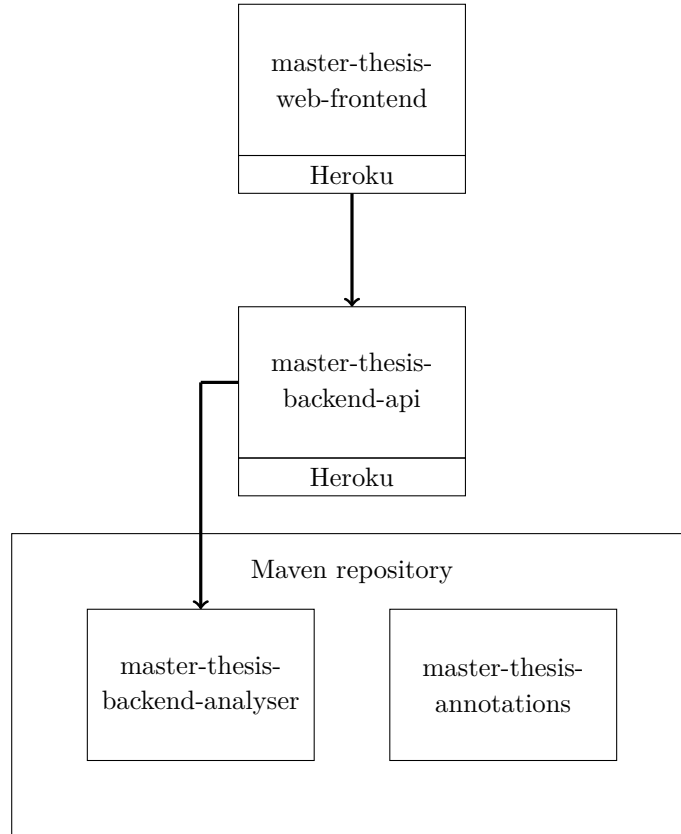 master-thesis-
web-frontend
Heroku
master-thesis-
backend-api
Heroku
Maven repository
master-thesis-
backend-analyser
master-thesis-
annotations